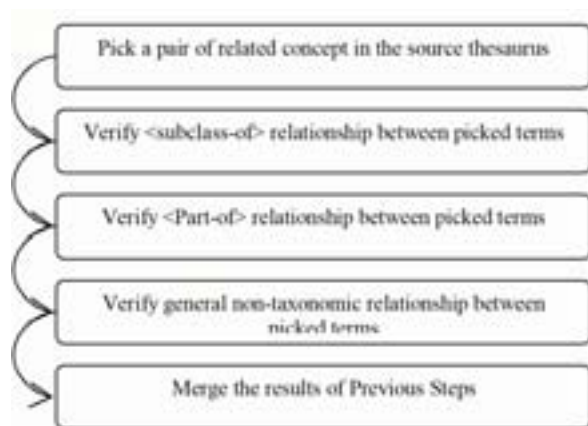 Pick a pair of related concept in the source thesaurus
Verify <subclass-of> relationship between picked terms
Verify <Part-of> relationship between picked terms
Verify general non-taxonomic relationship between
picked terms
Merge the results of Previous Steps